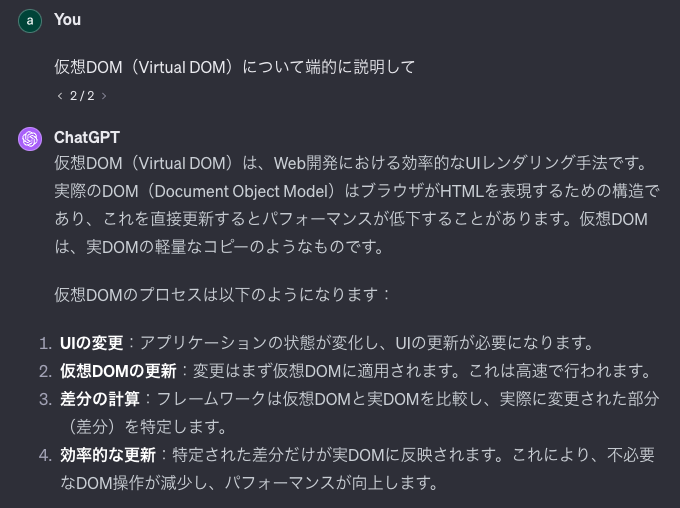 a You
仮想DOM（Virtual DOM）について端的に説明して
< 2 / 2 >
ChatGPT
仮想DOM（Virtual DOM）は、Web開発における効率的なUIレンダリング手法です。
実際のDOM（Document Object Model）はブラウザがHTMLを表現するための構造で
あり、これを直接更新するとパフォーマンスが低下することがあります。仮想DOM
は、実DOMの軽量なコピーのようなものです。
仮想DOMのプロセスは以下のようになります：
1. UIの変更：アプリケーションの状態が変化し、UIの更新が必要になります。
2. 仮想DOMの更新：変更はまず仮想DOMに適用されます。これは高速で行われます。
3. 差分の計算：フレームワークは仮想DOMと実DOMを比較し、実際に変更された部分
（差分）を特定します。
4. 効率的な更新：特定された差分だけが実DOMに反映されます。これにより、不必要
なDOM操作が減少し、パフォーマンスが向上します。